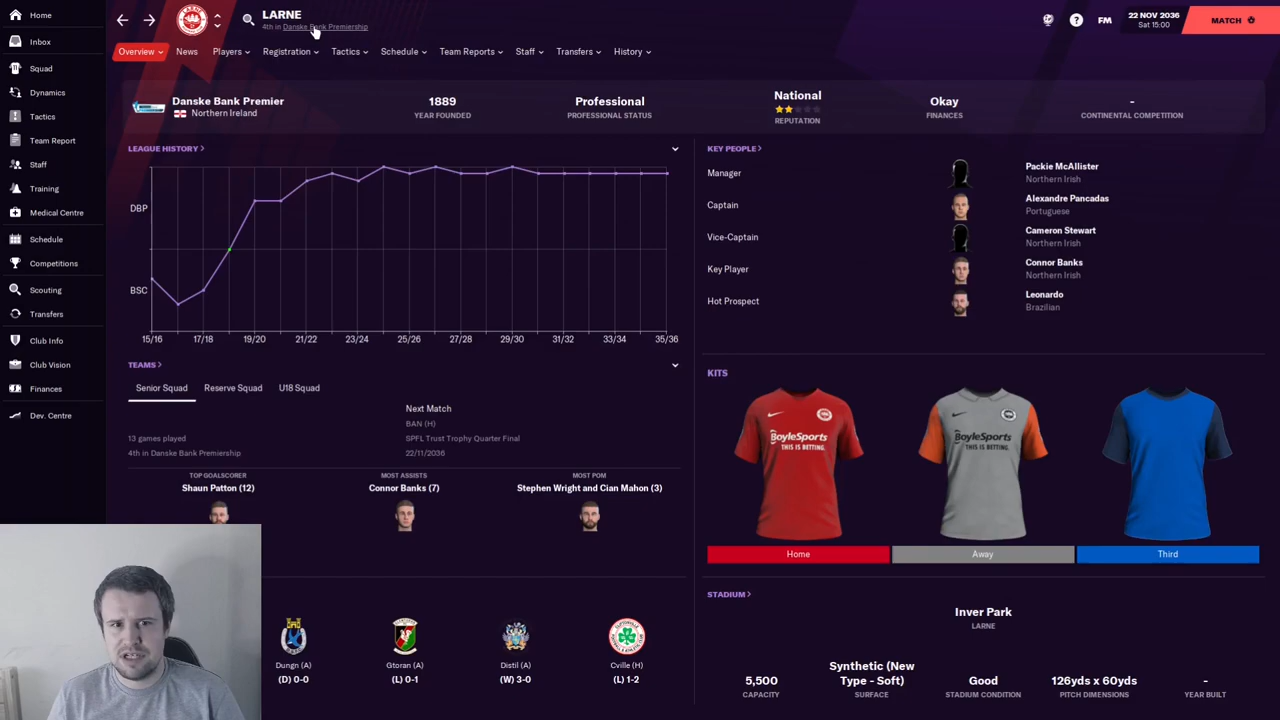 Home
Inbox
Squad
Dynamics
Tactics
Team Report
Staff
Training
Medical Centre
Schedule
Competitions
Scouting
Transfers
Club Info
Club Vision
Finances
Dev. Centre
LARNE
4th in Danske Bank Premiership
FM
22 NOV 2036
Sat 15:00
MATCH
Overview
News
Players
Registration
Tactics
Schedule
Team Reports
Staff
Transfers
History
Danske Bank Premier
Northern Ireland
1889
YEAR FOUNDED
Professional
PROFESSIONAL STATUS
National
REPUTATION
Okay
FINANCES
-
CONTINENTAL COMPETITION
LEAGUE HISTORY
DBP
BSC
15/16 17/18 19/20 21/22 23/24 25/26 27/28 29/30 31/32 33/34 35/36
KEY PEOPLE
Manager
Packie McAllister
Northern Irish
Captain
Alexandre Pancadas
Portuguese
Vice-Captain
Cameron Stewart
Northern Irish
Key Player
Connor Banks
Northern Irish
Hot Prospect
Leonardo
Brazilian
TEAMS
Senior Squad
Reserve Squad
U18 Squad
Next Match
BAN (H)
13 games played
SPFL Trust Trophy Quarter Final
4th in Danske Bank Premiership
22/11/2036
TOP GOALSCORER
Shaun Patton (12)
MOST ASSISTS
Connor Banks (7)
MOST POM
Stephen Wright and Cian Mahon (3)
Dungn (A)
(D) 0-0
Gtoran (A)
(L) 0-1
Distil (A)
(W) 3-0
Cville (H)
(L) 1-2
KITS
BoyleSports
THIS IS BETTING.
BoyleSports
THIS IS BETTING.
Home
Away
Third
STADIUM
Inver Park
LARNE
5,500
CAPACITY
Synthetic (New
Type - Soft)
SURFACE
Good
STADIUM CONDITION
126yds x 60yds
PITCH DIMENSIONS
-
YEAR BUILT